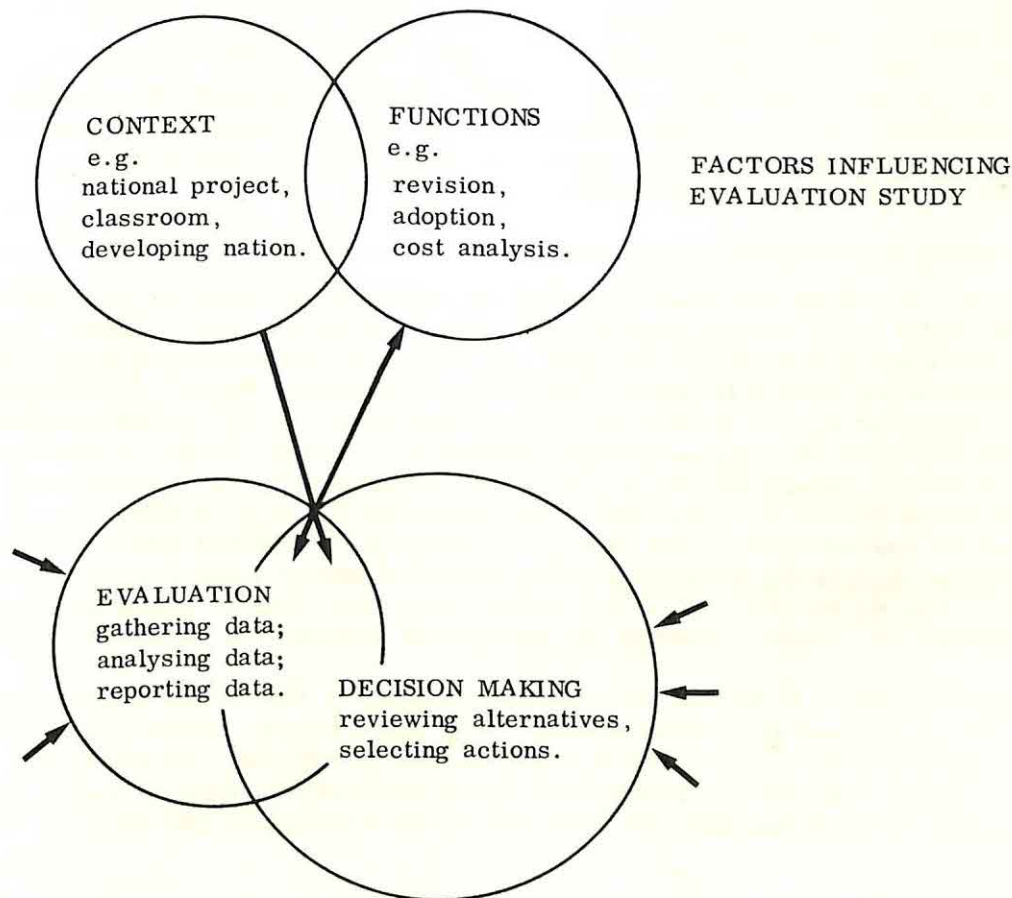 CONTEXT
e.g.
national project,
classroom,
developing nation.
FUNCTIONS
e.g.
revision,
adoption,
cost analysis.
FACTORS INFLUENCING
EVALUATION STUDY
EVALUATION
gathering data;
analysing data;
reporting data.
DECISION MAKING
reviewing alternatives,
selecting actions.